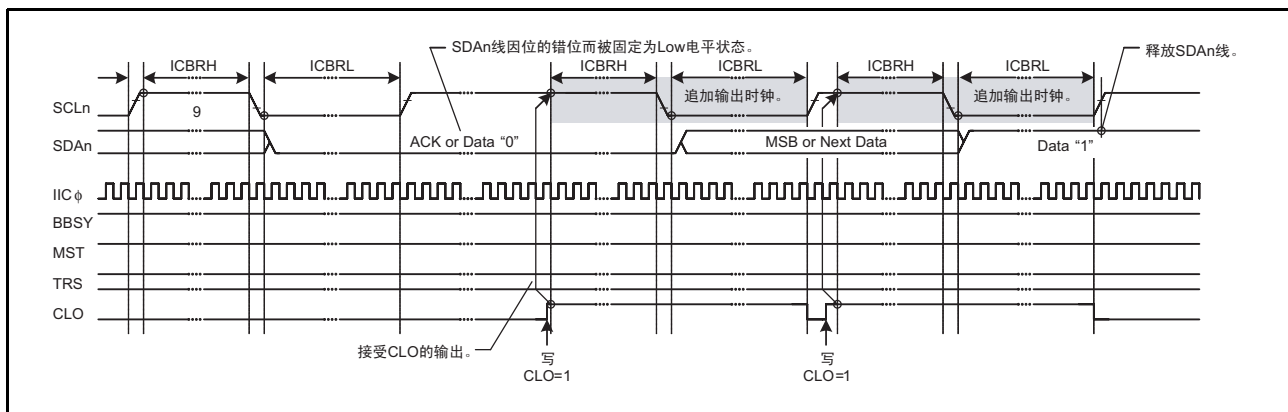 SDAn线因位的错位而被固定为Low电平状态。
释放SDAn线。
ICBRH ICBRL ICBRH ICBRL ICBRH ICBRL
SCLn 9 追加输出时钟。 追加输出时钟。
SDAn ACK or Data “0” MSB or Next Data Data “1”
IICφ
BBSY
MST
TRS
CLO
接受CLO的输出。
写 写
CLO=1 CLO=1